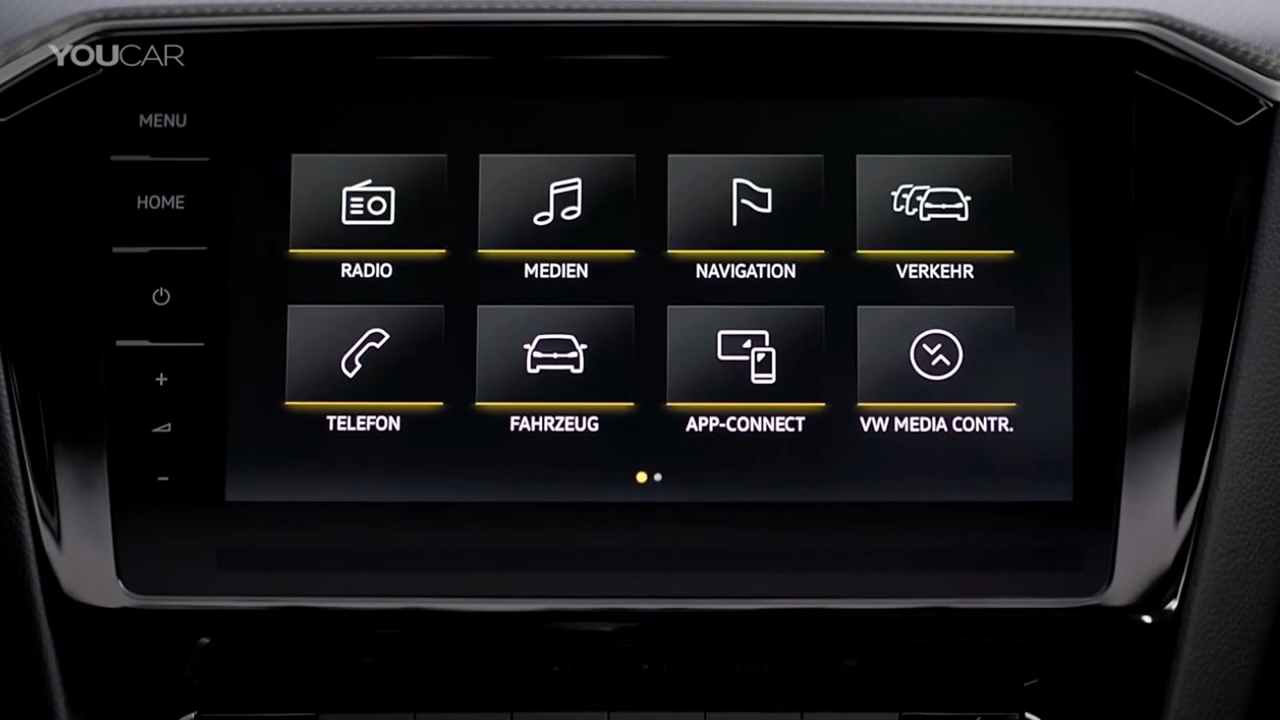 YOUCAR
MENU
HOME
RADIO
MEDIEN
NAVIGATION
VERKEHR
TELEFON
FAHRZEUG
APP-CONNECT
VW MEDIA CONTR.